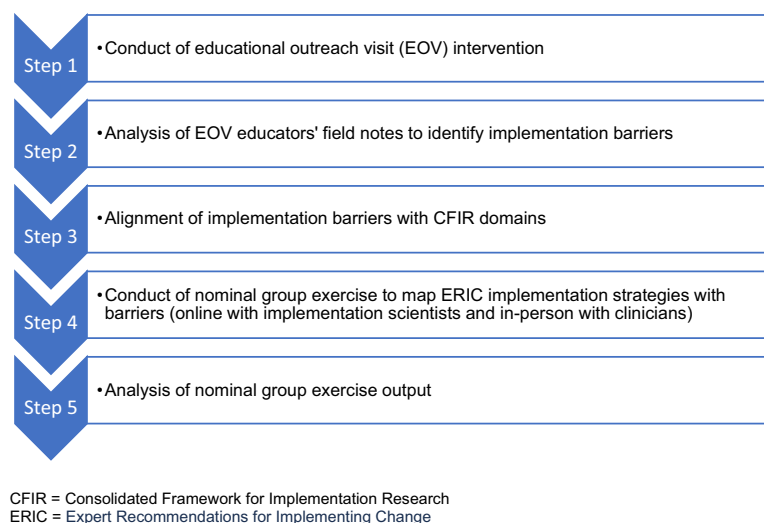 Step 1
•Conduct of educational outreach visit (EOV) intervention
Step 2
•Analysis of EOV educators' field notes to identify implementation barriers
Step 3
•Alignment of implementation barriers with CFIR domains
Step 4
•Conduct of nominal group exercise to map ERIC implementation strategies with
barriers (online with implementation scientists and in-person with clinicians)
Step 5
•Analysis of nominal group exercise output
CFIR = Consolidated Framework for Implementation Research
ERIC = Expert Recommendations for Implementing Change